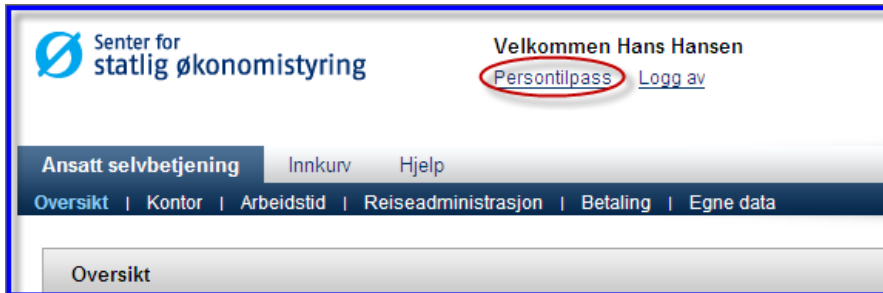 Senter for
statlig økonomistyring
Velkommen Hans Hansen
Persontilpass Logg av
Ansatt selvbetjening Innkurv Hjelp
Oversikt | Kontor | Arbeidstid | Reiseadministrasjon | Betaling | Egne data
Oversikt